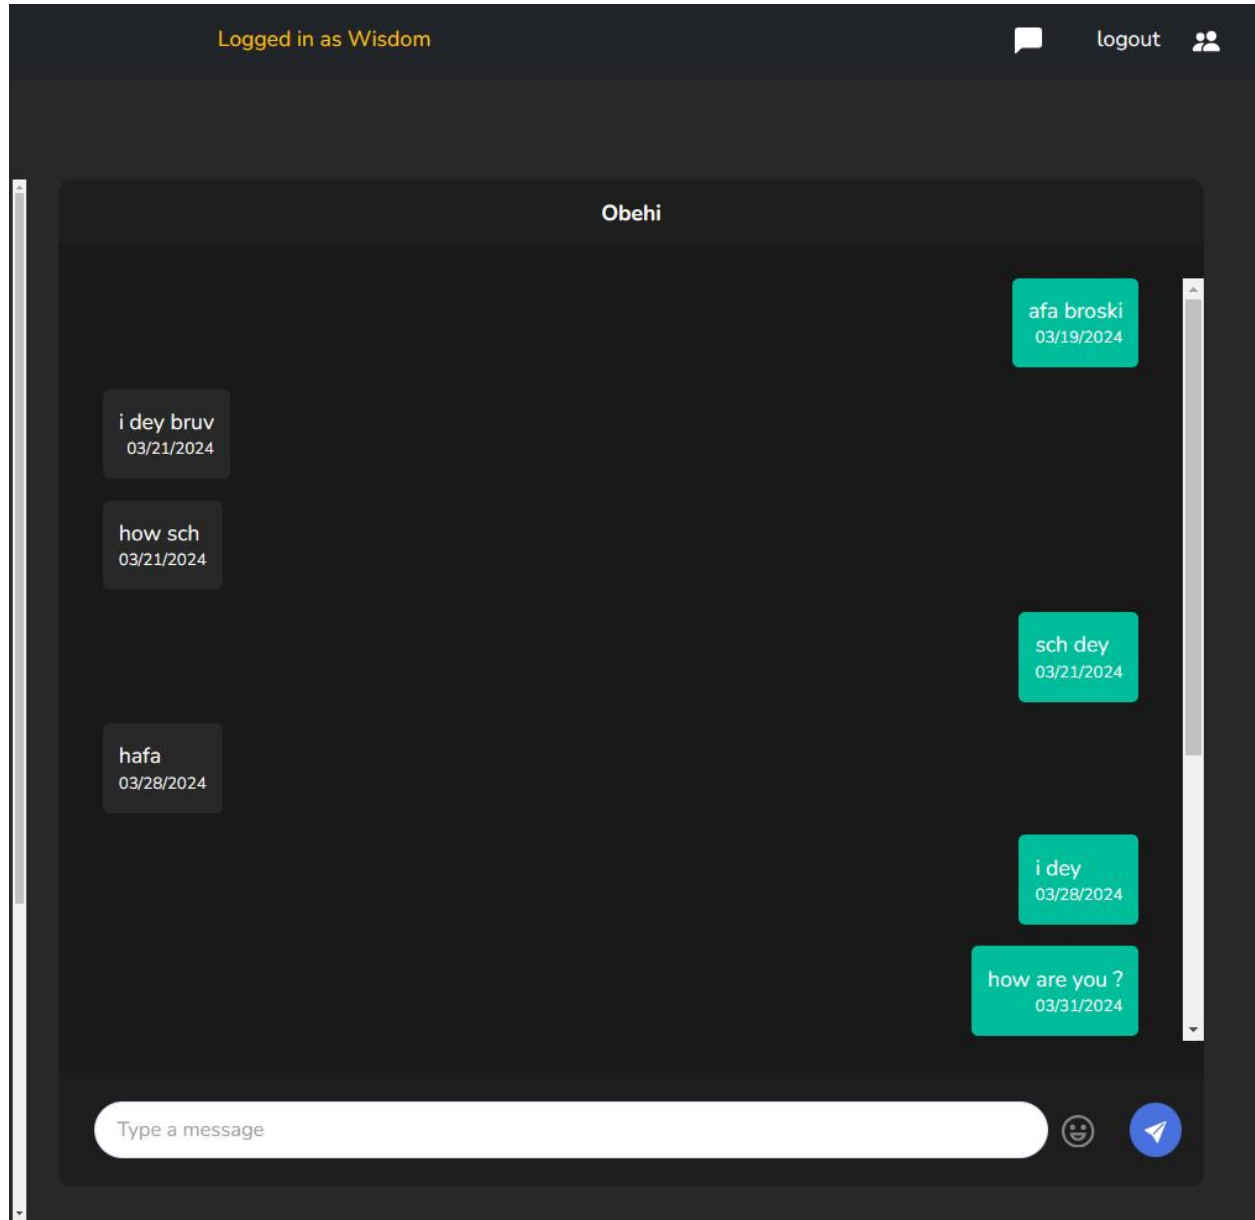 Logged in as Wisdom
logout
Obehi
afa broski
03/19/2024
i dey bruv
03/21/2024
how sch
03/21/2024
sch dey
03/21/2024
hafa
03/28/2024
i dey
03/28/2024
how are you ?
03/31/2024
Type a message